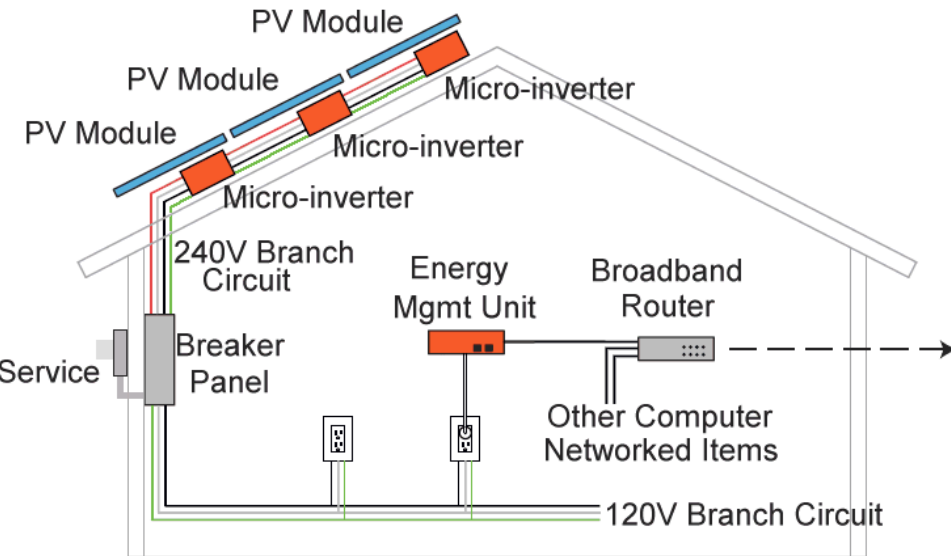 PV Module
PV Module
PV Module
Micro-inverter
Micro-inverter
Micro-inverter
240V Branch
Circuit
Energy
Mgmt Unit
Broadband
Router
Service
Breaker
Panel
Other Computer
Networked Items
120V Branch Circuit